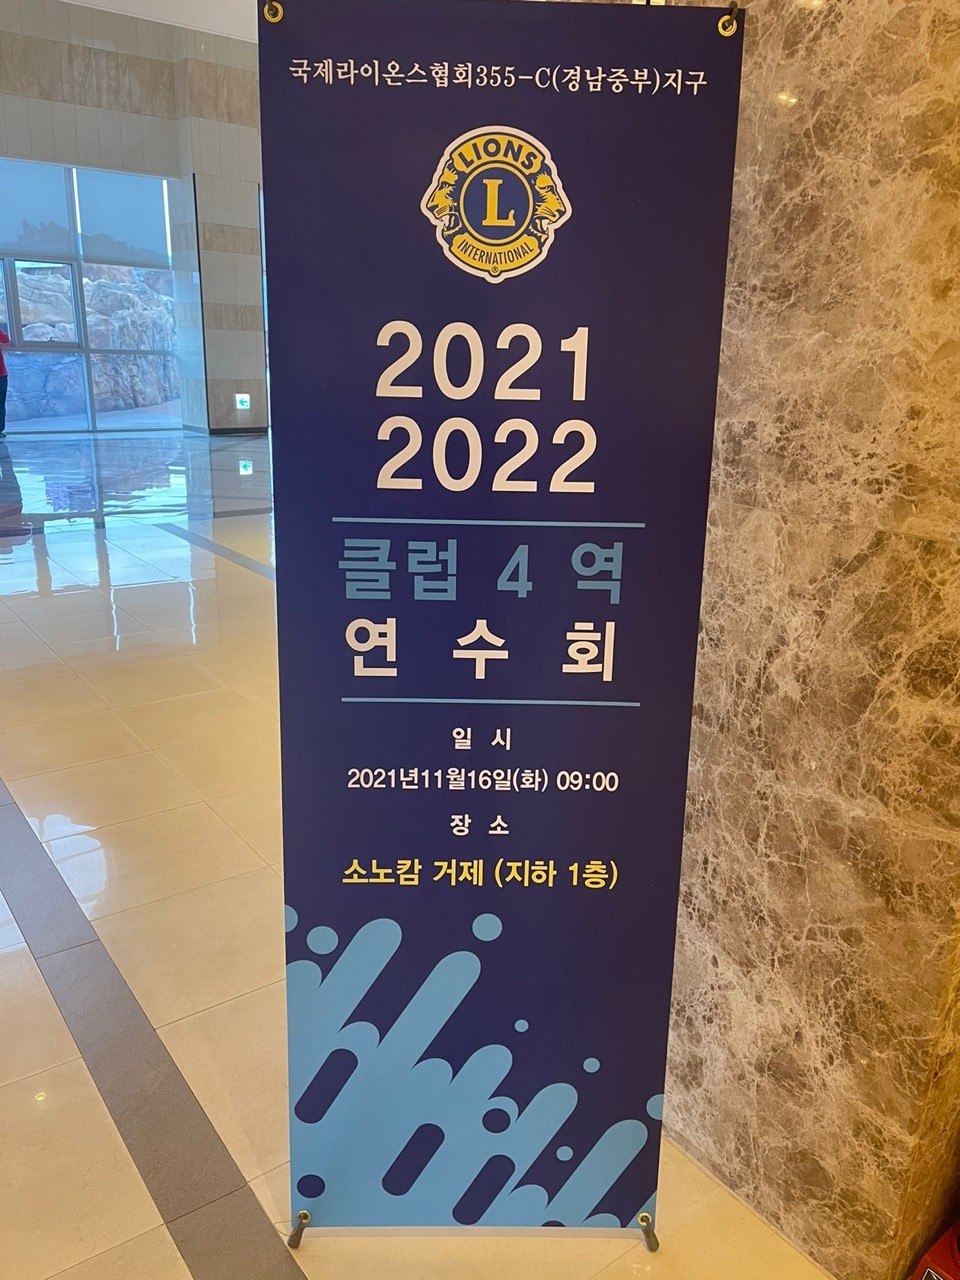 국제라이온스협회355-C(경남중부)지구
LIONS
L
INTERNATIONAL
®
2021
2022
클럽 4 역
연 수 회
일 시
2021년11월16일(화) 09:00
장 소
소노캄 거제 (지하 1층)